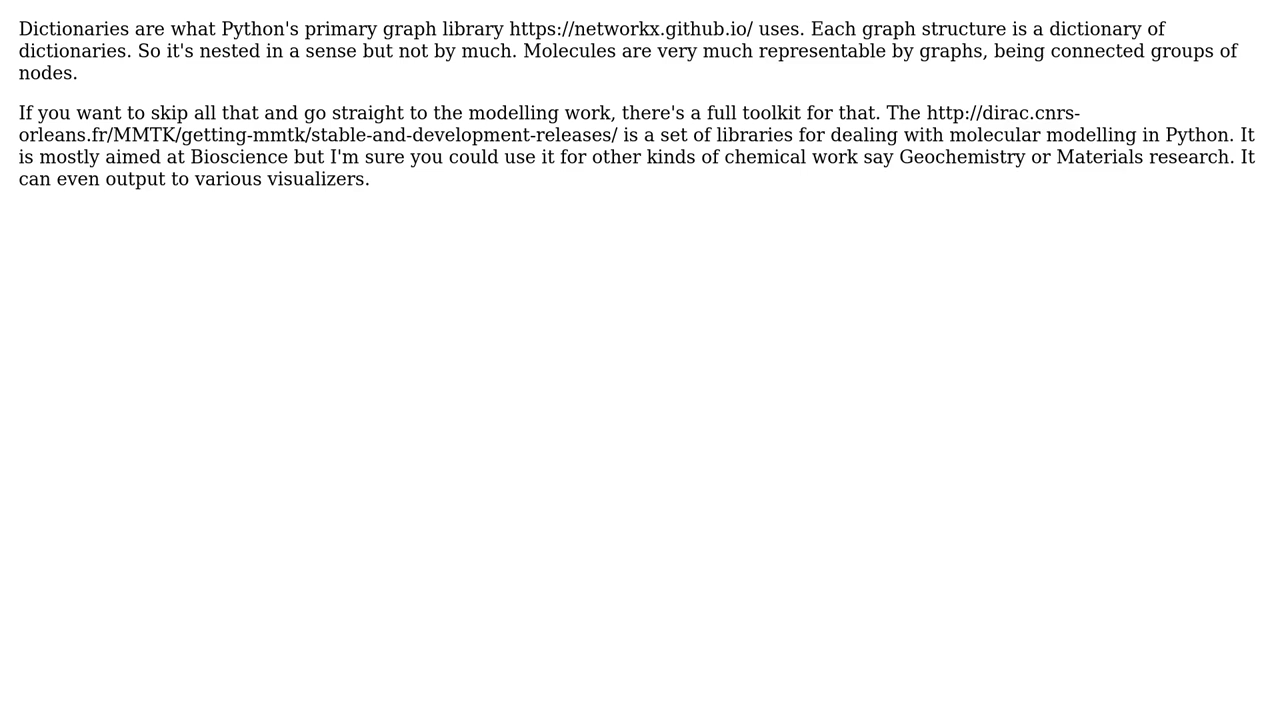 Dictionaries are what Python's primary graph library https://networkx.github.io/ uses. Each graph structure is a dictionary of
dictionaries. So it's nested in a sense but not by much. Molecules are very much representable by graphs, being connected groups of
nodes.
If you want to skip all that and go straight to the modelling work, there's a full toolkit for that. The http://dirac.cnrs-
orleans.fr/MMTK/getting-mmtk/stable-and-development-releases/ is a set of libraries for dealing with molecular modelling in Python. It
is mostly aimed at Bioscience but I'm sure you could use it for other kinds of chemical work say Geochemistry or Materials research. It
can even output to various visualizers.